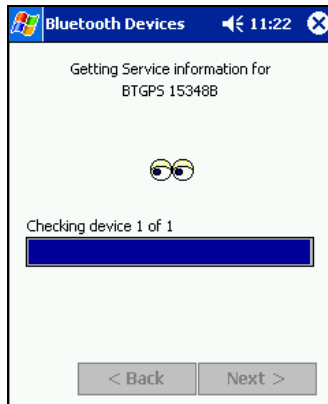 Bluetooth Devices 11:22
Getting Service information for
BTGPS 15348B
Checking device 1 of 1
< Back Next >